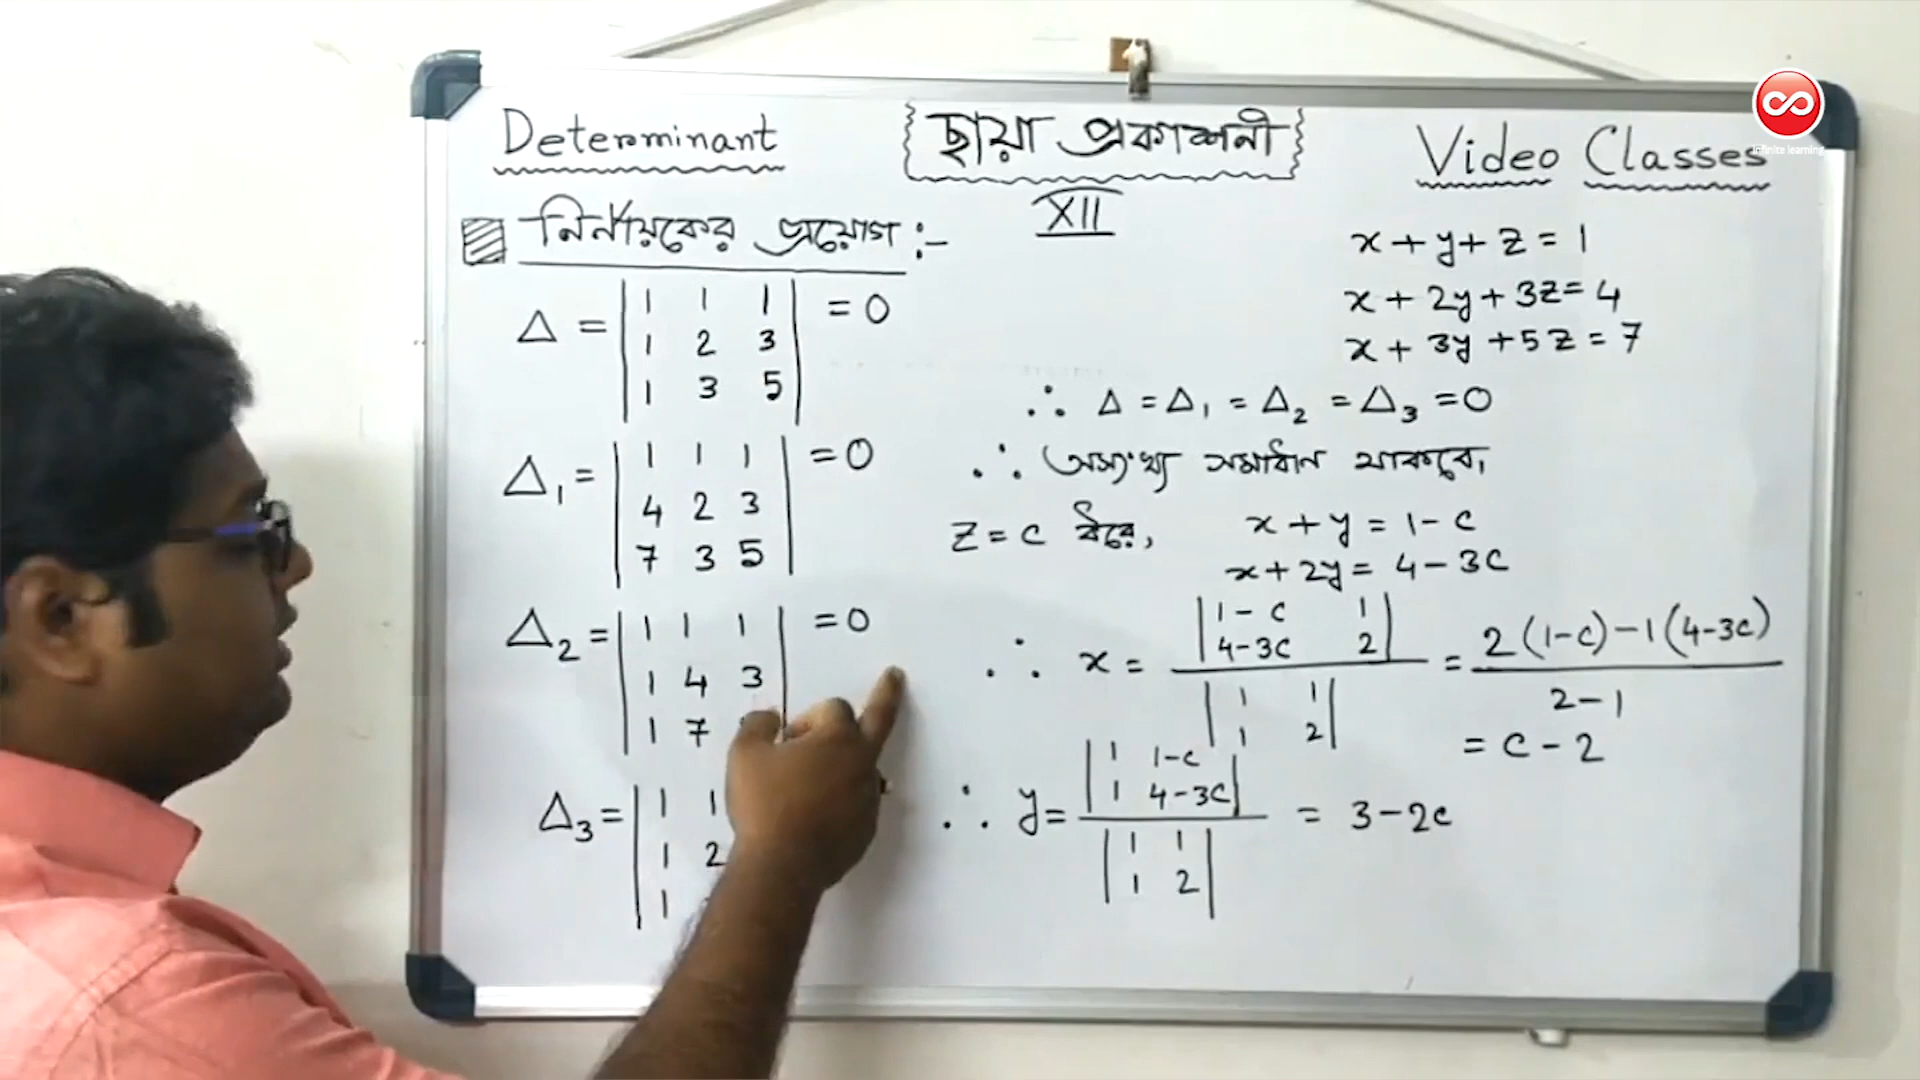 Determinant
ছায়া প্রকাশনী
Video Classes
XII
নির্ণায়কের প্রয়োগ :-
Δ = | 1 1 1 | = 0
| 1 2 3 |
| 1 3 5 |
Δ₁ = | 1 1 1 | = 0
| 4 2 3 |
| 7 3 5 |
Δ₂ = | 1 1 1 | = 0
| 1 4 3 |
| 1 7
Δ₃ = | 1 1
| 1 2
| 1
x + y + z = 1
x + 2y + 3z = 4
x + 3y + 5z = 7
∴ Δ = Δ₁ = Δ₂ = Δ₃ = 0
∴ অসংখ্য সমাধান থাকবে।
z = c ধরে, x + y = 1 - c
x + 2y = 4 - 3c
∴ x = | 1 - c 1 | / | 1 1 | = 2(1-c) - 1(4-3c) / 2 - 1
| 4-3c 2 | / | 1 2 |
= c - 2
∴ y = | 1 1-c | / | 1 1 | = 3 - 2c
| 1 4-3c | / | 1 2 |
infinite learning